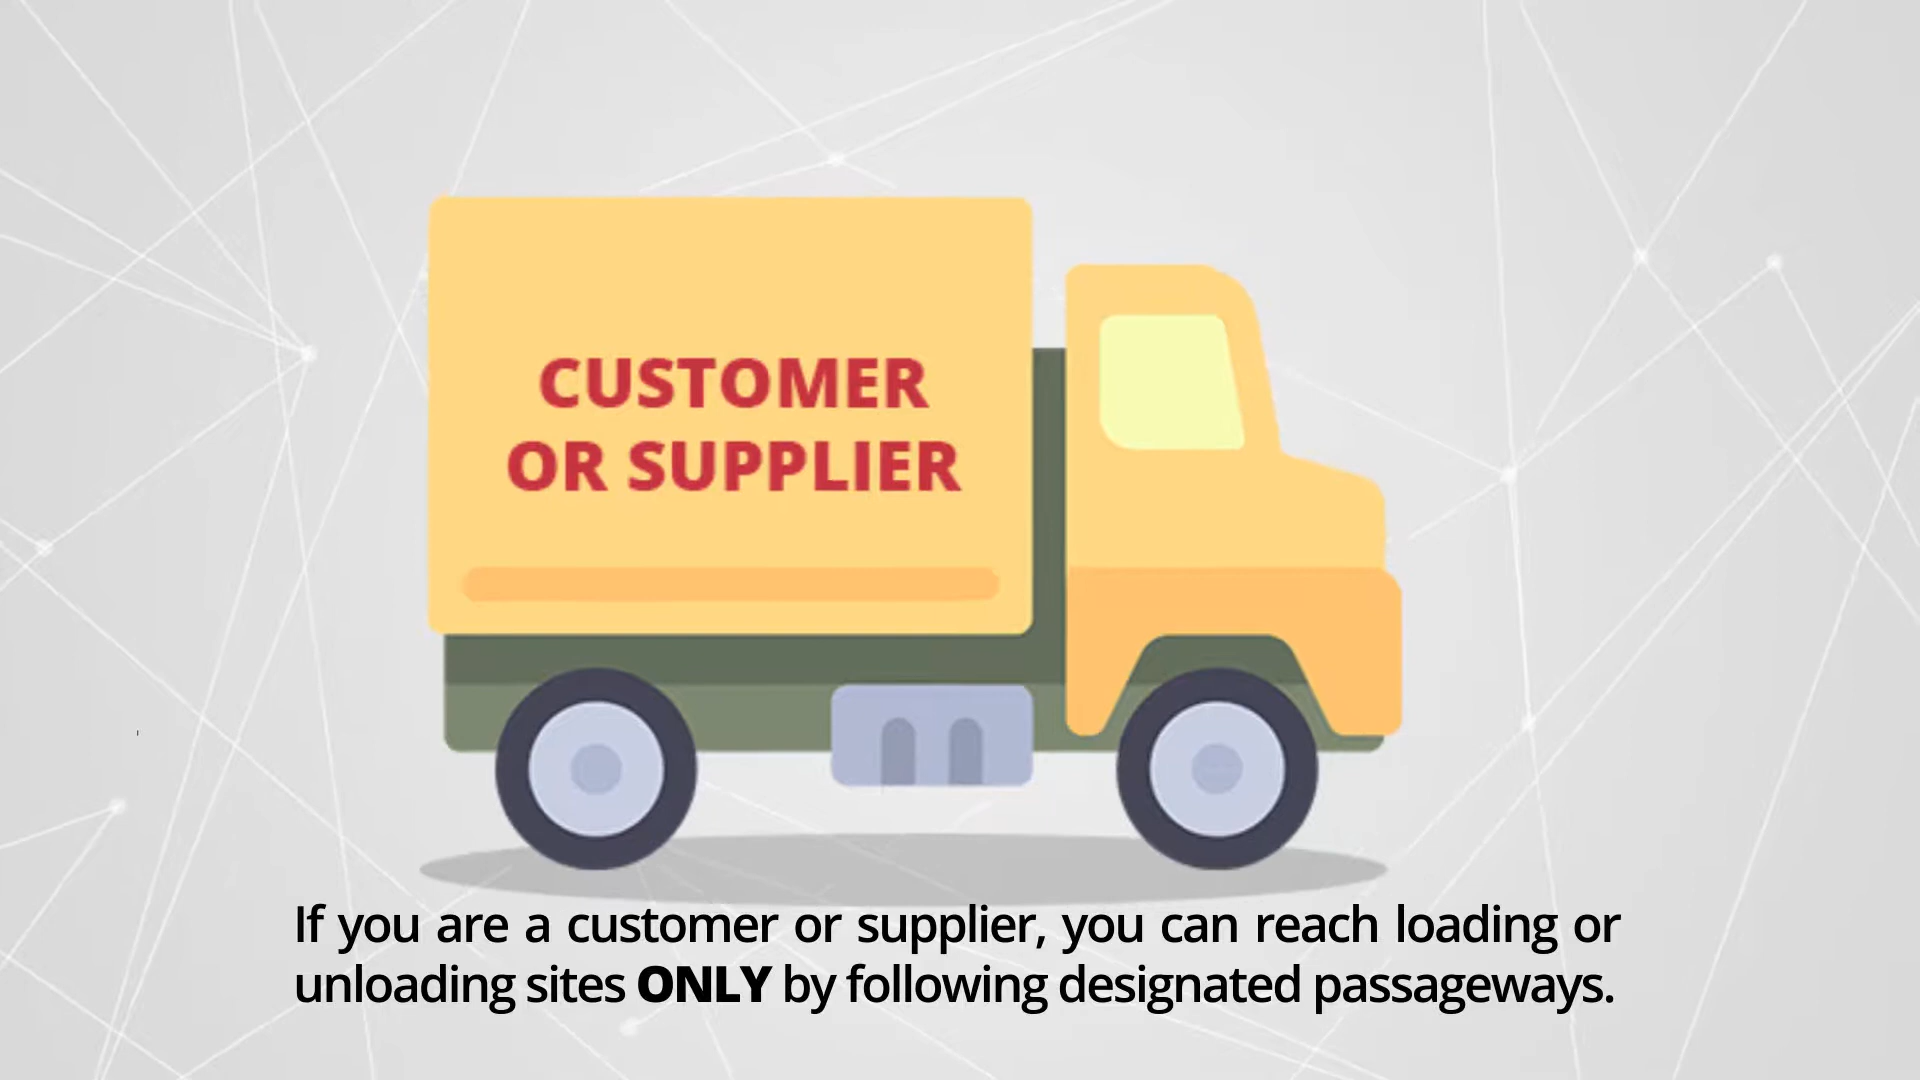 CUSTOMER
OR SUPPLIER
If you are a customer or supplier, you can reach loading or
unloading sites ONLY by following designated passageways.